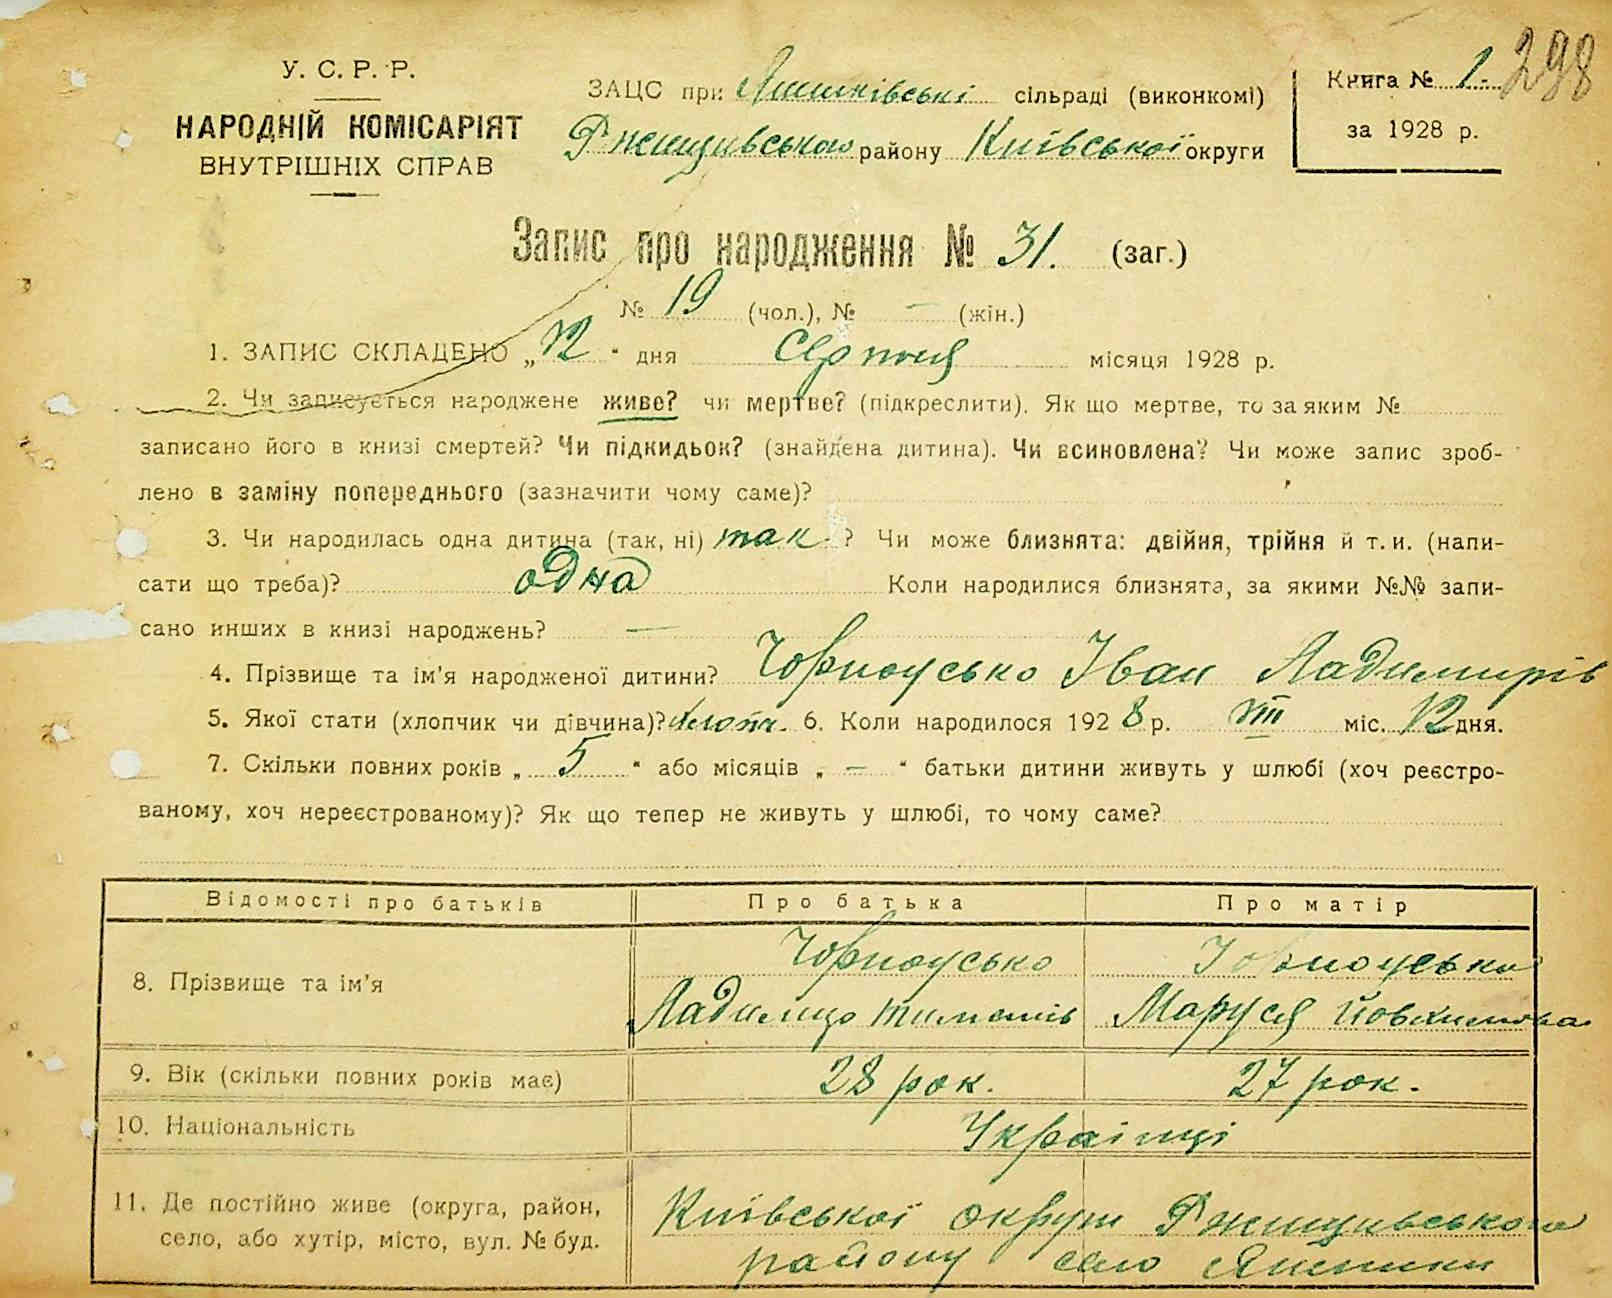 У. С. Р. Р.
НАРОДНІЙ КОМІСАРІЯТ
ВНУТРІШНІХ СПРАВ
ЗАЦС при Яшниківські сільраді (виконкомі)
Ржищивського району Київської округи
Книга № 1.
за 1928 р.
298
Запис про народження № 31. (заг.)
№ 19 (чол.), № — (жін.)
1. ЗАПИС СКЛАДЕНО „12“ дня Серпня місяця 1928 р.
2. Чи записується народжене живе? чи мертве? (підкреслити). Як що мертве, то за яким №
записано його в книзі смертей? Чи підкидьок? (знайдена дитина). Чи всиновлена? Чи може запис зроб-
лено в заміну попереднього (зазначити чому саме)?
3. Чи народилась одна дитина (так, ні) так ? Чи може близнята: двійня, трійня й т. и. (напи-
сати що треба)? одна Коли народилися близнята, за якими №№ запи-
сано инших в книзі народжень? —
4. Прізвище та ім’я народженої дитини? Чорноусько Іван Ладимирів
5. Якої стати (хлопчик чи дівчина)? хлопч. 6. Коли народилося 1928 р. VIII міс. 12 дня.
7. Скільки повних років „ 5 “ або місяців „ — “ батьки дитини живуть у шлюбі (хоч реєстро-
ваному, хоч нереєстрованому)? Як що тепер не живуть у шлюбі, то чому саме?
Відомості про батьків Про батька Про матір
8. Прізвище та ім’я Чорноусько Чорноусько
Маруся
9. Вік (скільки повних років має) 28 рок. 27 рок.
10. Національність Українці
11. Де постійно живе (округа, район, Київської округи Ржищивського
село, або хутір, місто, вул. № буд. району село Яшники